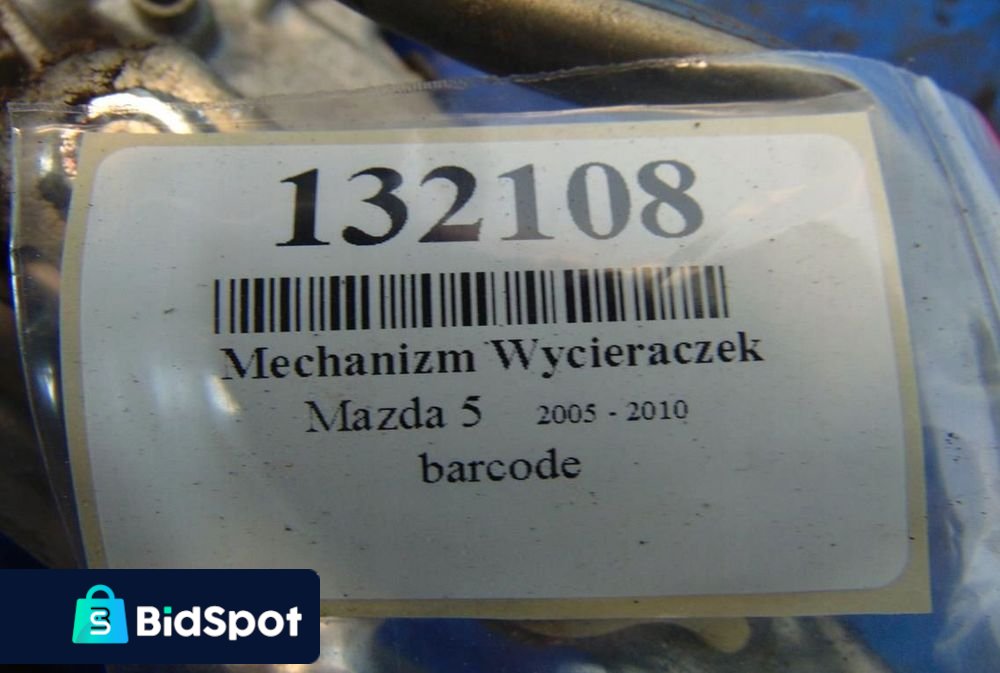 132108
Mechanizm Wycieraczek
Mazda 5 2005 - 2010
barcode
BidSpot